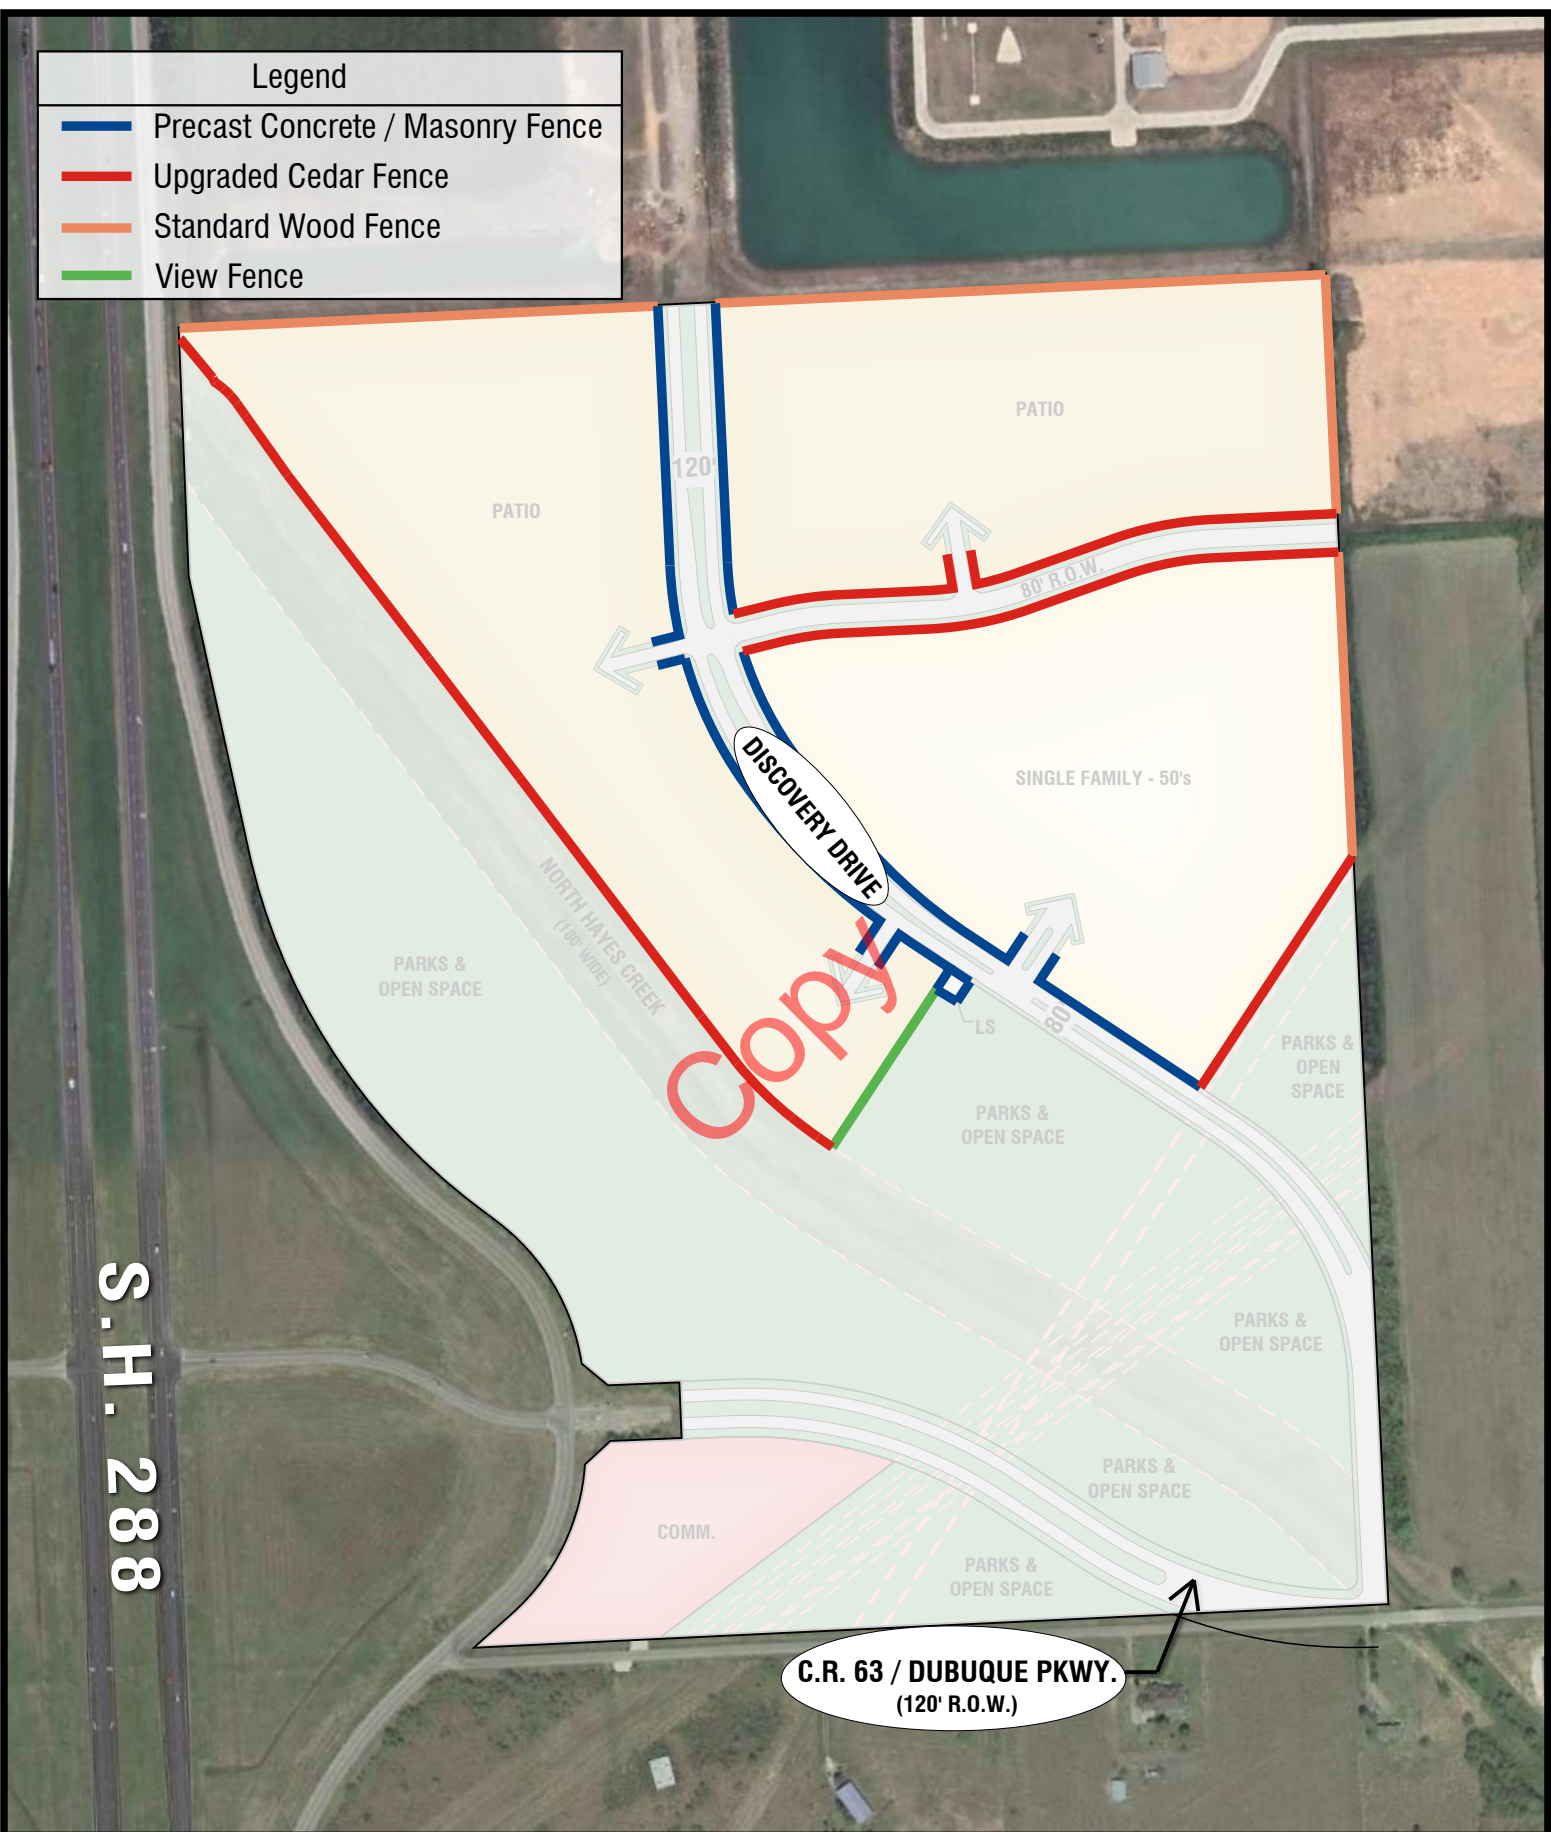 Legend
Precast Concrete / Masonry Fence
Upgraded Cedar Fence
Standard Wood Fence
View Fence
PATIO
120'
PATIO
80' R.O.W.
SINGLE FAMILY - 50's
DISCOVERY DRIVE
NORTH HAYES CREEK
(180' WIDE)
PARKS &
OPEN SPACE
Copy
LS
80'
PARKS &
OPEN
SPACE
PARKS &
OPEN SPACE
S.H. 288
PARKS &
OPEN SPACE
PARKS &
OPEN SPACE
COMM.
PARKS &
OPEN SPACE
C.R. 63 / DUBUQUE PKWY.
(120' R.O.W.)